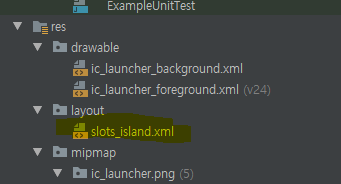 ExampleUnitTest
res
drawable
ic_launcher_background.xml
ic_launcher_foreground.xml (v24)
layout
slots_island.xml
mipmap
ic_launcher.png (5)